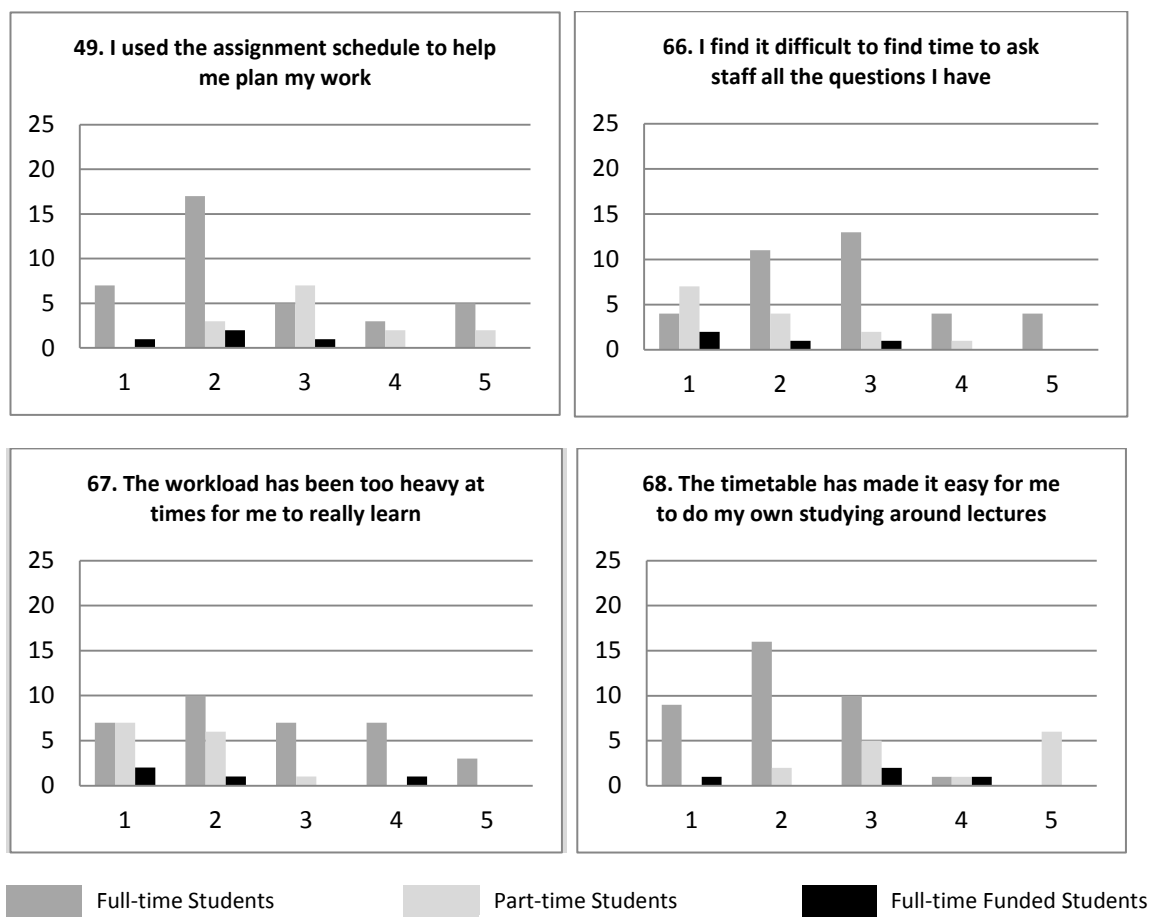 49. I used the assignment schedule to help
me plan my work
25
20
15
10
5
0
1 2 3 4 5
66. I find it difficult to find time to ask
staff all the questions I have
25
20
15
10
5
0
1 2 3 4 5
67. The workload has been too heavy at
times for me to really learn
25
20
15
10
5
0
1 2 3 4 5
68. The timetable has made it easy for me
to do my own studying around lectures
25
20
15
10
5
0
1 2 3 4 5
Full-time Students Part-time Students Full-time Funded Students